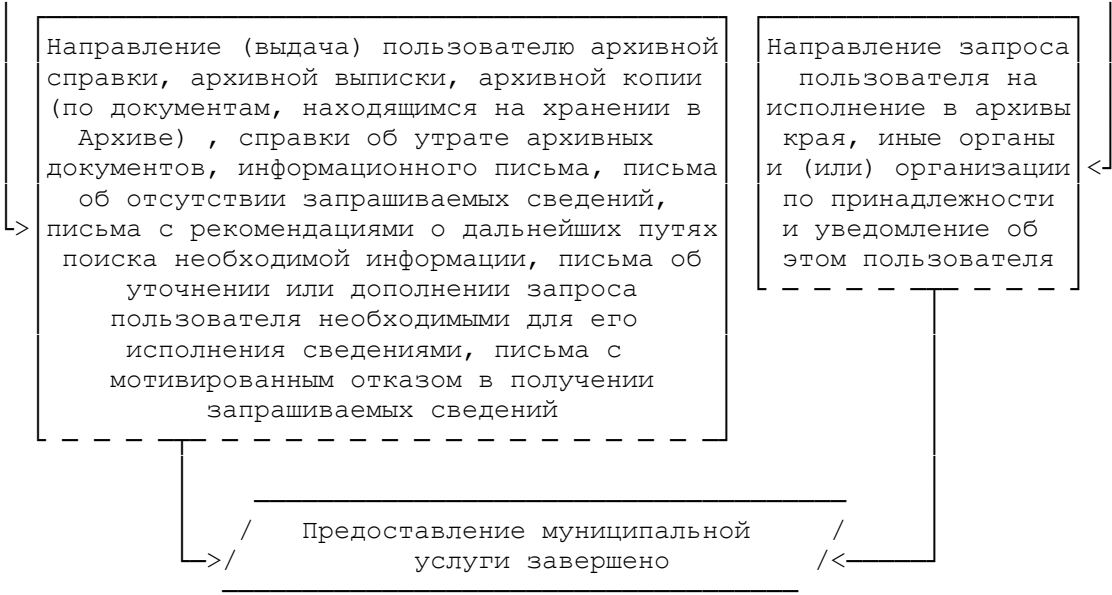 Направление (выдача) пользователю архивной
справки, архивной выписки, архивной копии
(по документам, находящимся на хранении в
Архиве) , справки об утрате архивных
документов, информационного письма, письма
об отсутствии запрашиваемых сведений,
письма с рекомендациями о дальнейших путях
поиска необходимой информации, письма об
уточнении или дополнении запроса
пользователя необходимыми для его
исполнения сведениями, письма с
мотивированным отказом в получении
запрашиваемых сведений
Направление запроса
пользователя на
исполнение в архивы
края, иные органы
и (или) организации
по принадлежности
и уведомление об
этом пользователя
Предоставление муниципальной
услуги завершено